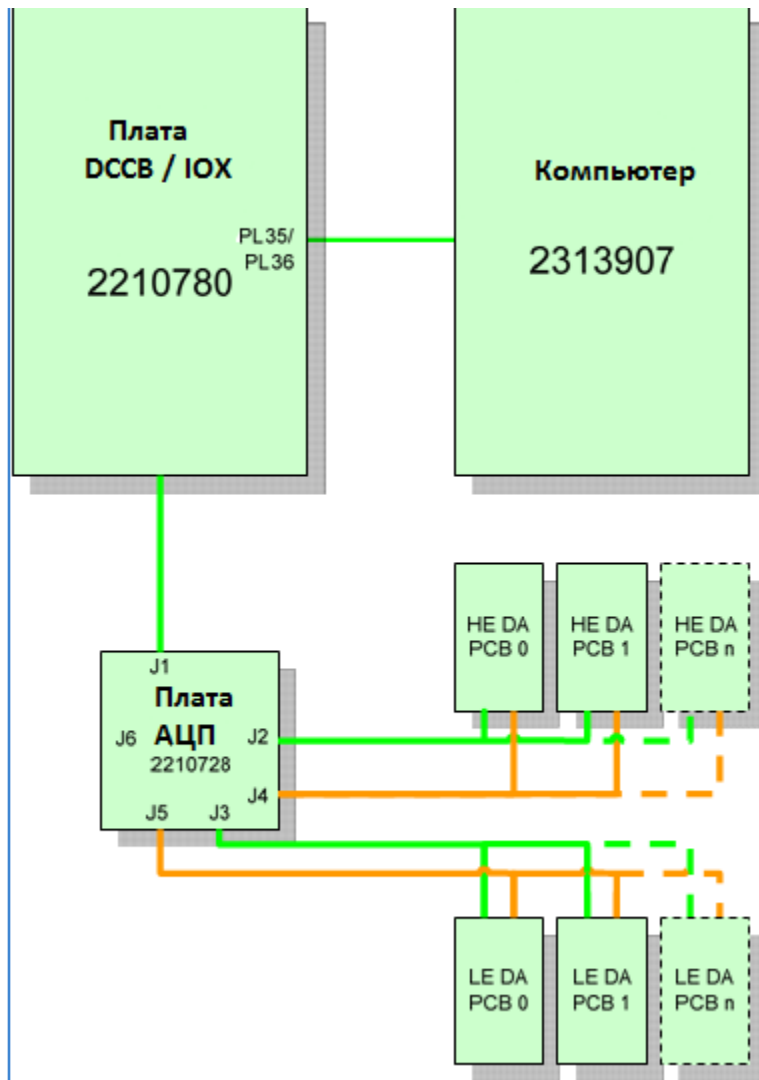 Плата
DCCB / IOX
2210780
PL35/
PL36
Компьютер
2313907
J1
Плата
АЦП
2210728
J6
J2
J4
J5
J3
HE DA
PCB 0
HE DA
PCB 1
HE DA
PCB n
LE DA
PCB 0
LE DA
PCB 1
LE DA
PCB n